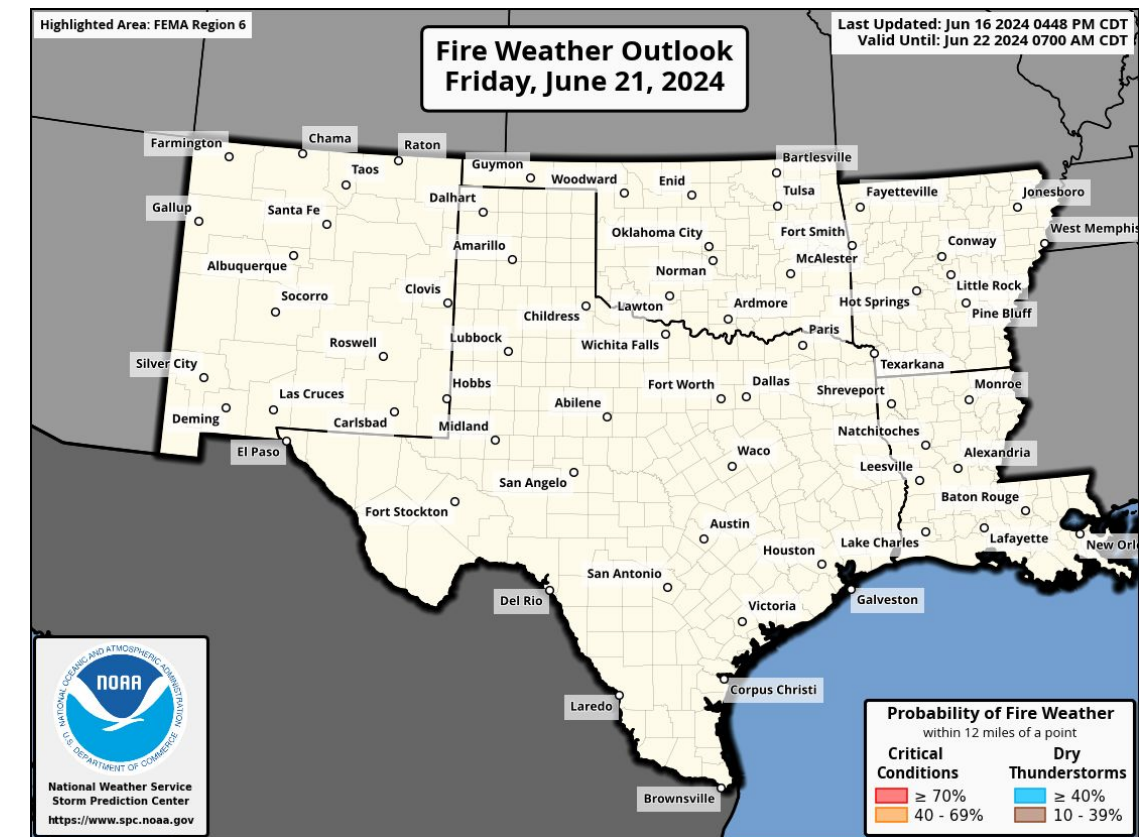 Highlighted Area: FEMA Region 6
Last Updated: Jun 16 2024 0448 PM CDT
Valid Until: Jun 22 2024 0700 AM CDT
Fire Weather Outlook
Friday, June 21, 2024
Farmington
Chama
Raton
Taos
Guymon
Woodward
Enid
Bartlesville
Tulsa
Fayetteville
Jonesboro
Gallup
Santa Fe
Dalhart
Oklahoma City
Fort Smith
Conway
West Memphis
Albuquerque
Amarillo
Norman
McAlester
Little Rock
Socorro
Clovis
Childress
Lawton
Ardmore
Hot Springs
Pine Bluff
Roswell
Lubbock
Wichita Falls
Paris
Texarkana
Silver City
Las Cruces
Hobbs
Abilene
Fort Worth
Dallas
Shreveport
Monroe
Deming
Carlsbad
Midland
Natchitoches
El Paso
San Angelo
Waco
Leesville
Alexandria
Fort Stockton
Austin
Baton Rouge
Houston
Lake Charles
Lafayette
New Orl
San Antonio
Del Rio
Victoria
Galveston
Laredo
Corpus Christi
Brownsville
NATIONAL OCEANIC AND ATMOSPHERIC ADMINISTRATION
NOAA
U.S. DEPARTMENT OF COMMERCE
National Weather Service
Storm Prediction Center
https://www.spc.noaa.gov
Probability of Fire Weather
within 12 miles of a point
Critical Conditions
≥ 70%
40 - 69%
Dry Thunderstorms
≥ 40%
10 - 39%